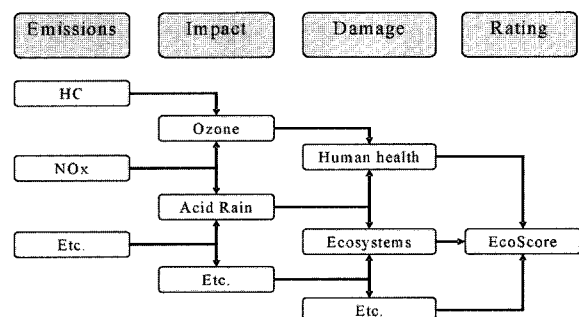 Emissions Impact Damage Rating
HC
Ozone
Human health
NOx
Acid Rain
Etc.
Ecosystems
EcoScore
Etc.
Etc.